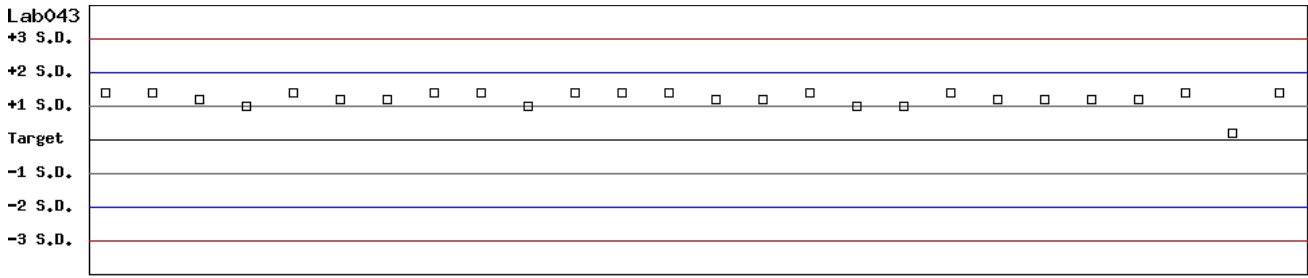 Lab043
+3 S.D.
+2 S.D.
+1 S.D.
Target
-1 S.D.
-2 S.D.
-3 S.D.